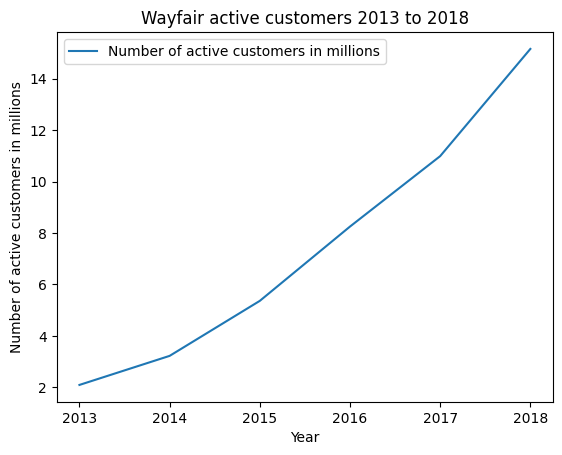 Wayfair active customers 2013 to 2018
Number of active customers in millions
Number of active customers in millions
14
12
10
8
6
4
2
2013 2014 2015 2016 2017 2018
Year